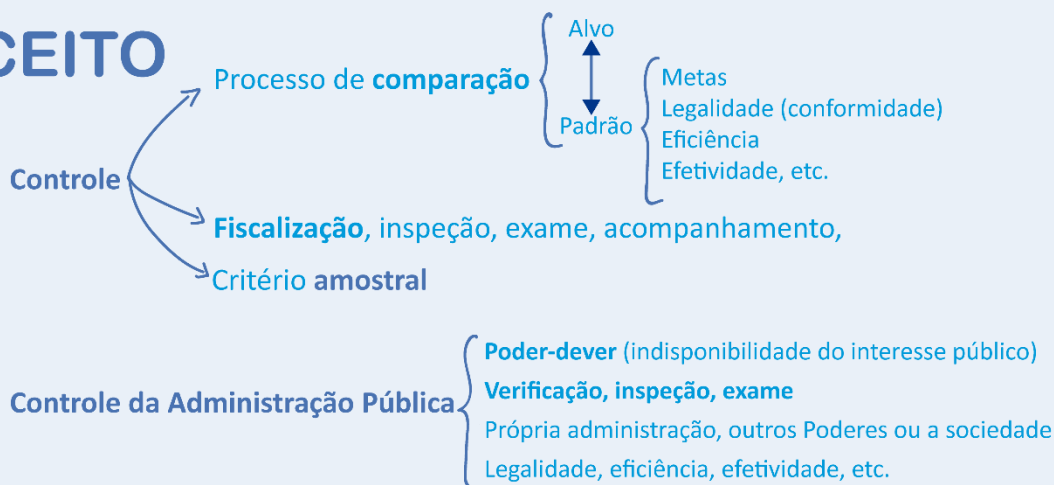 CEITO
Alvo
Processo de comparação
Padrão
Metas
Legalidade (conformidade)
Eficiência
Efetividade, etc.
Controle
Fiscalização, inspeção, exame, acompanhamento,
Critério amostral
Controle da Administração Pública
Poder-dever (indisponibilidade do interesse público)
Verificação, inspeção, exame
Própria administração, outros Poderes ou a sociedade
Legalidade, eficiência, efetividade, etc.